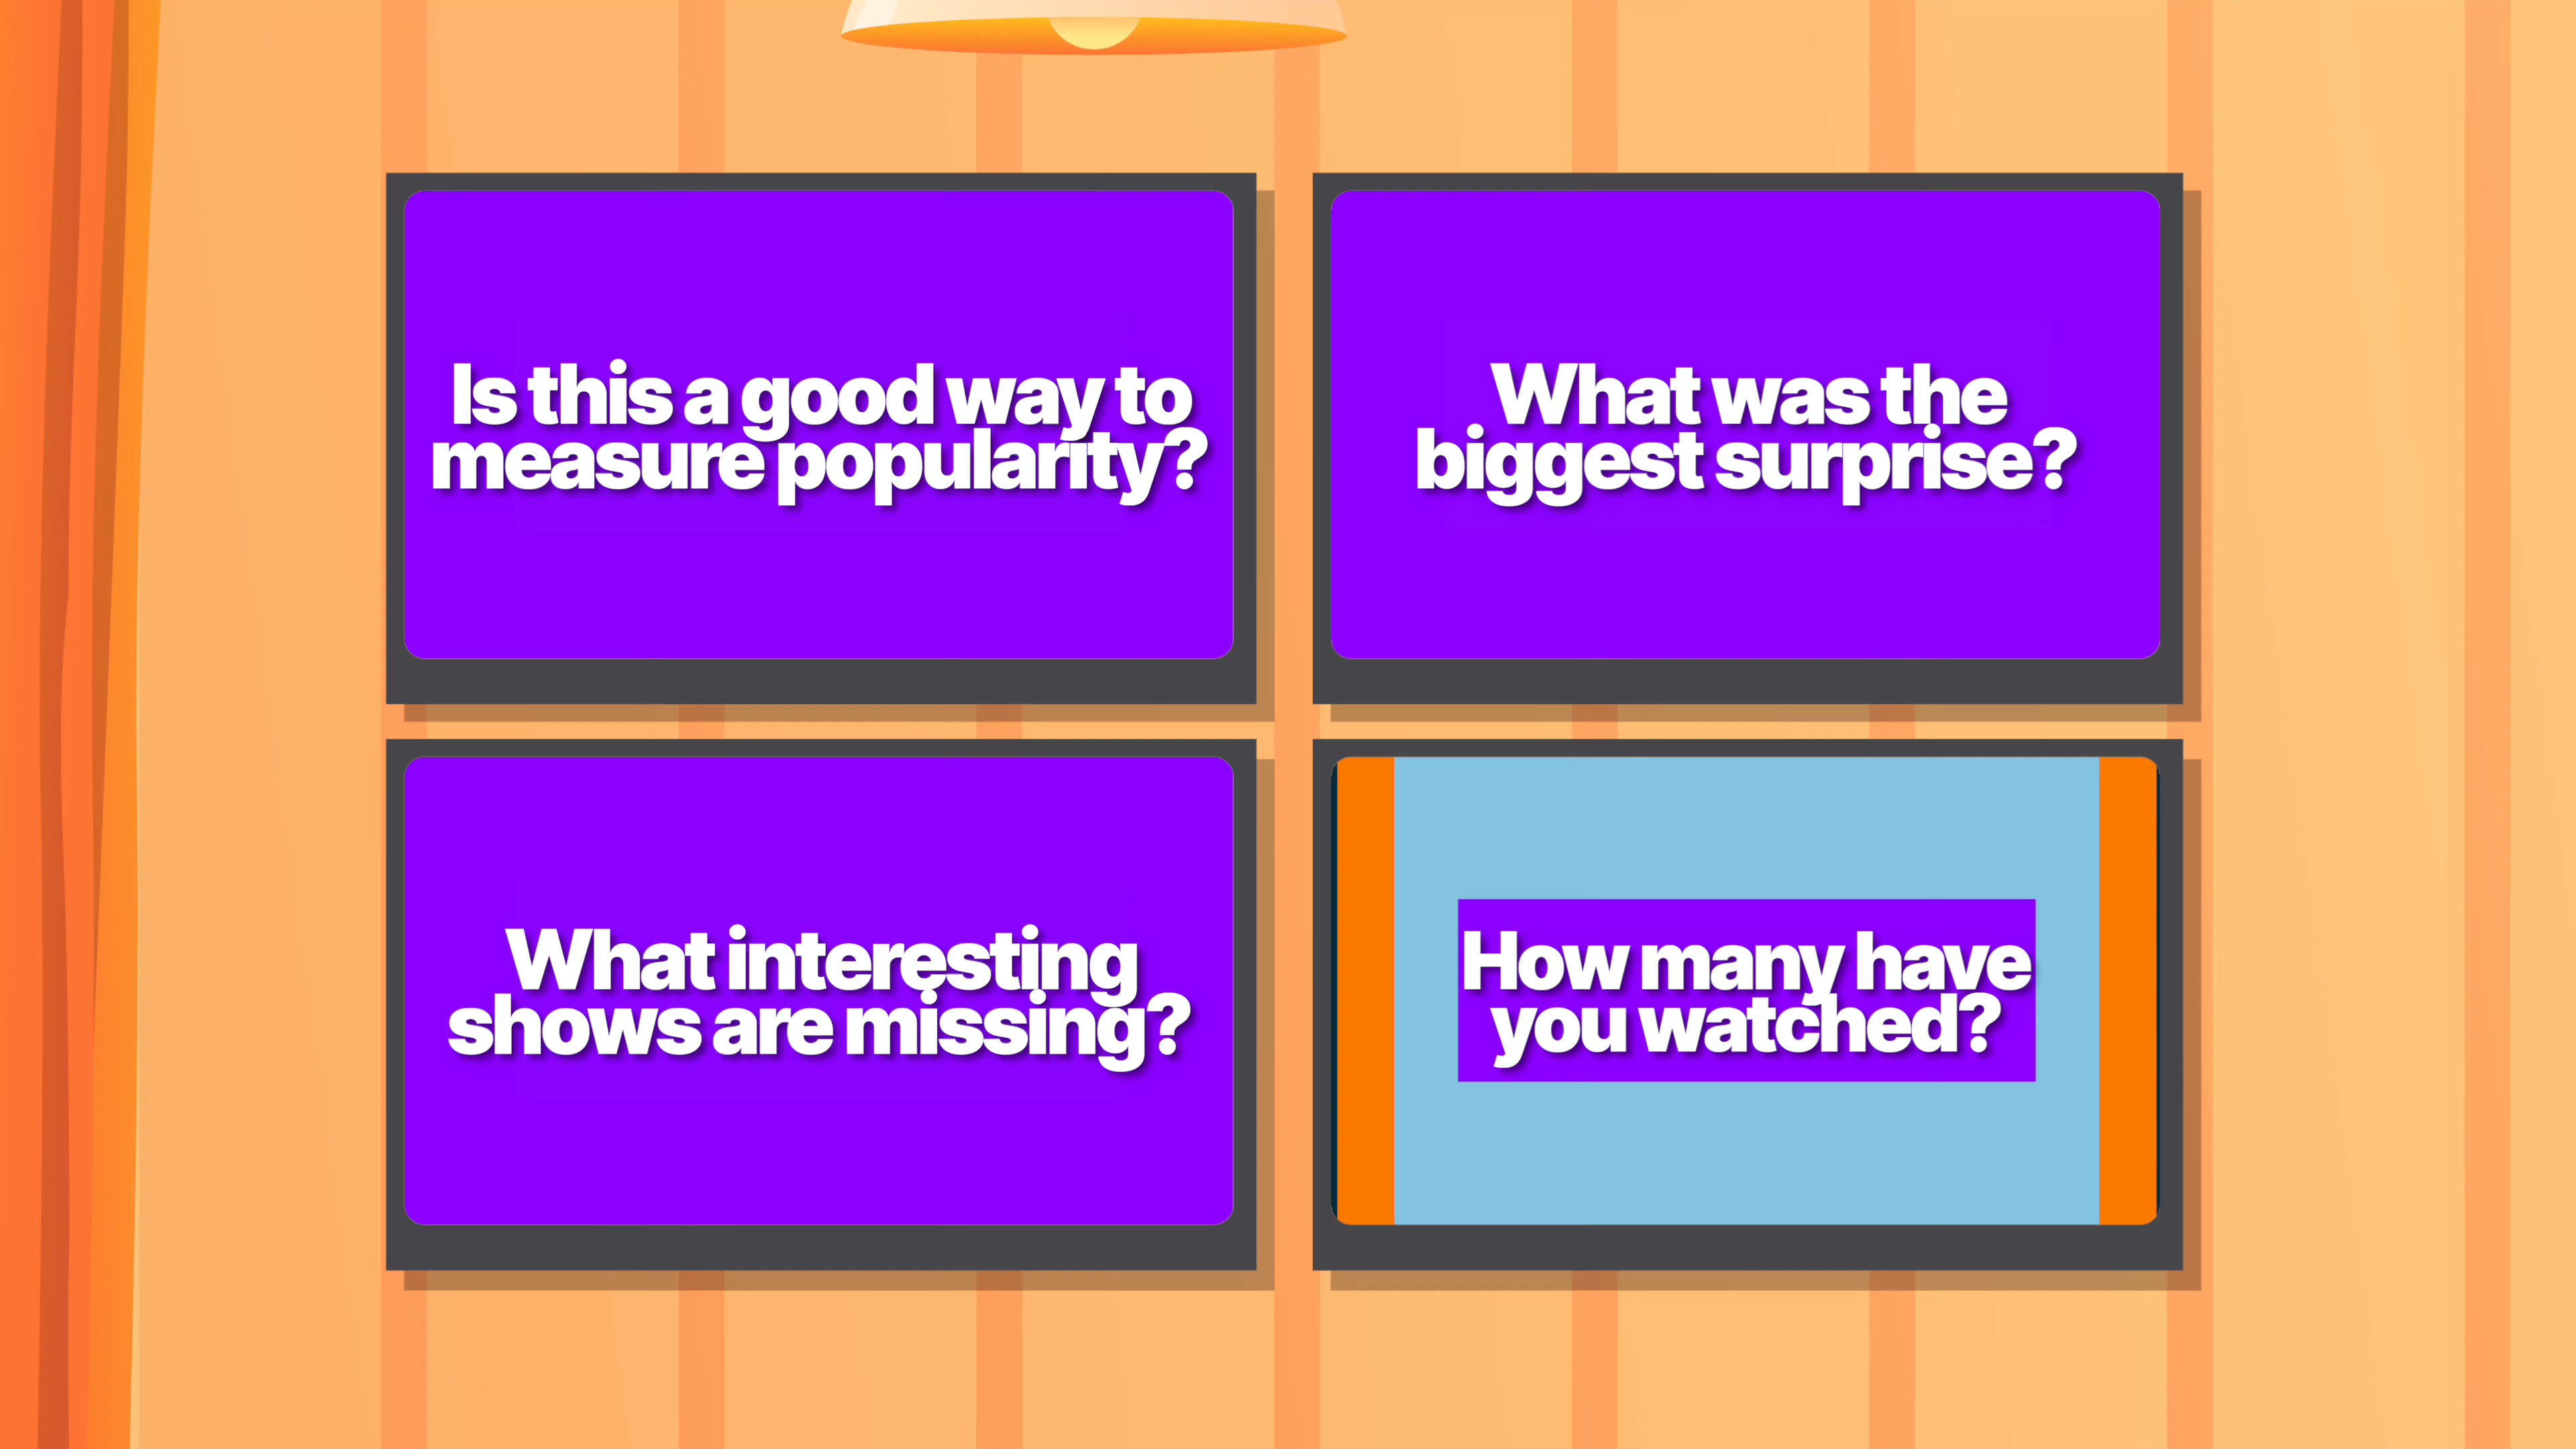 Is this a good way to
measure popularity?
What was the
biggest surprise?
What interesting
shows are missing?
How many have
you watched?